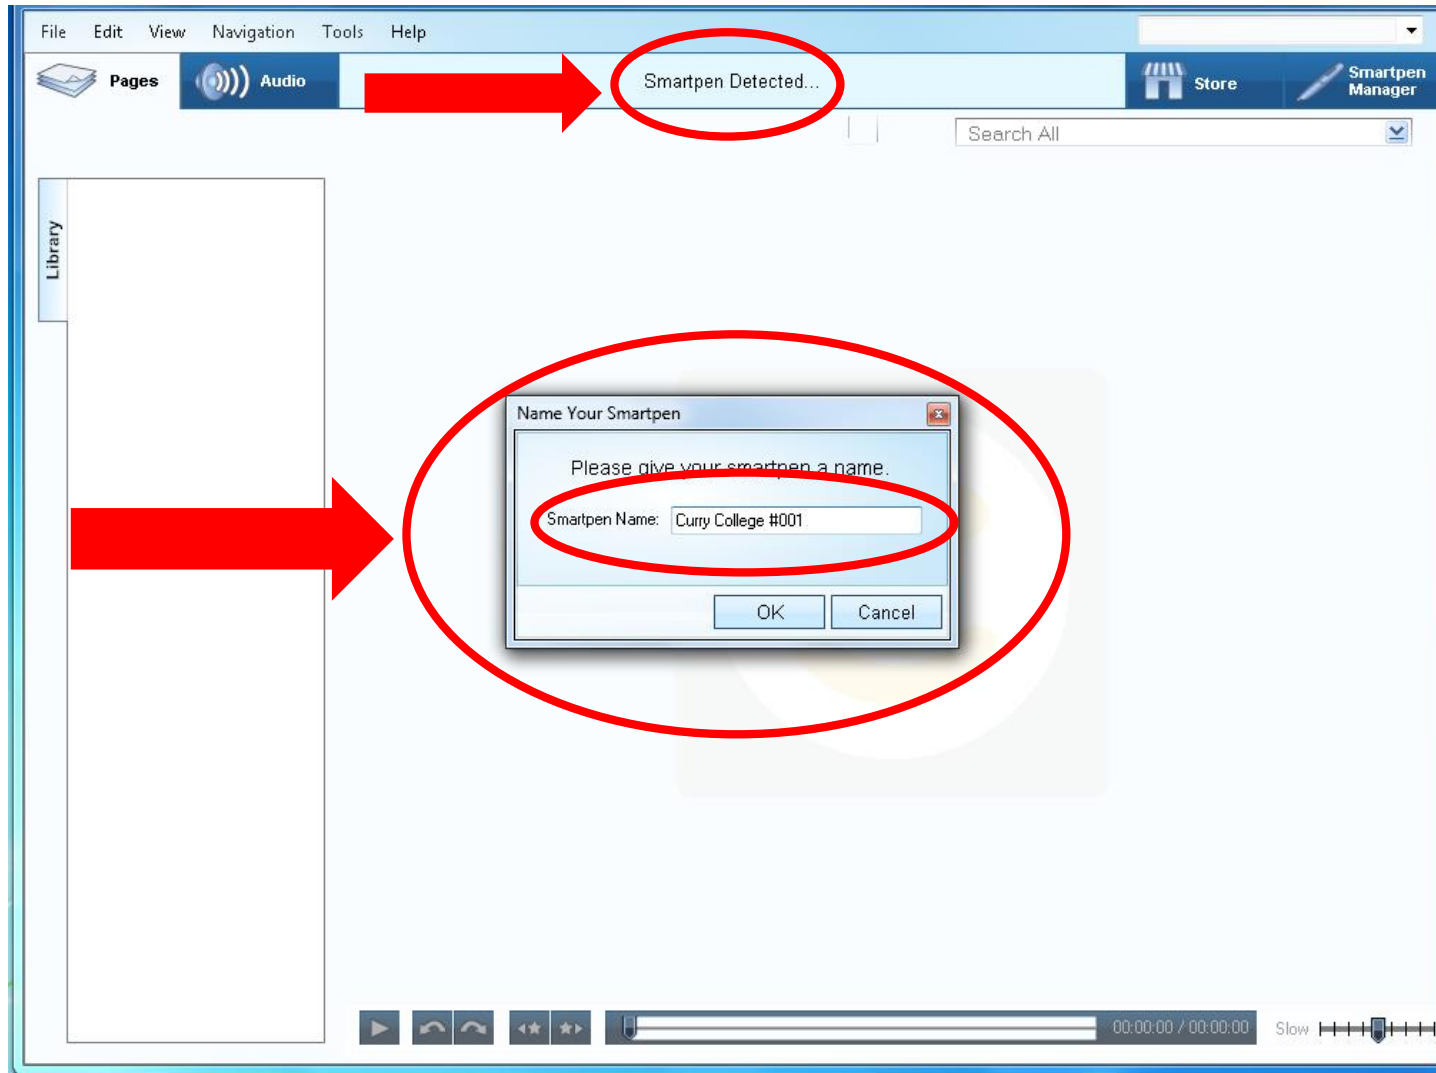 File Edit View Navigation Tools Help
Pages Audio Smartpen Detected... Store Smartpen Manager
Search All
Library
Name Your Smartpen
Please give your smartpen a name.
Smartpen Name: Curry College #001
OK Cancel
00:00:00 / 00:00:00 Slow